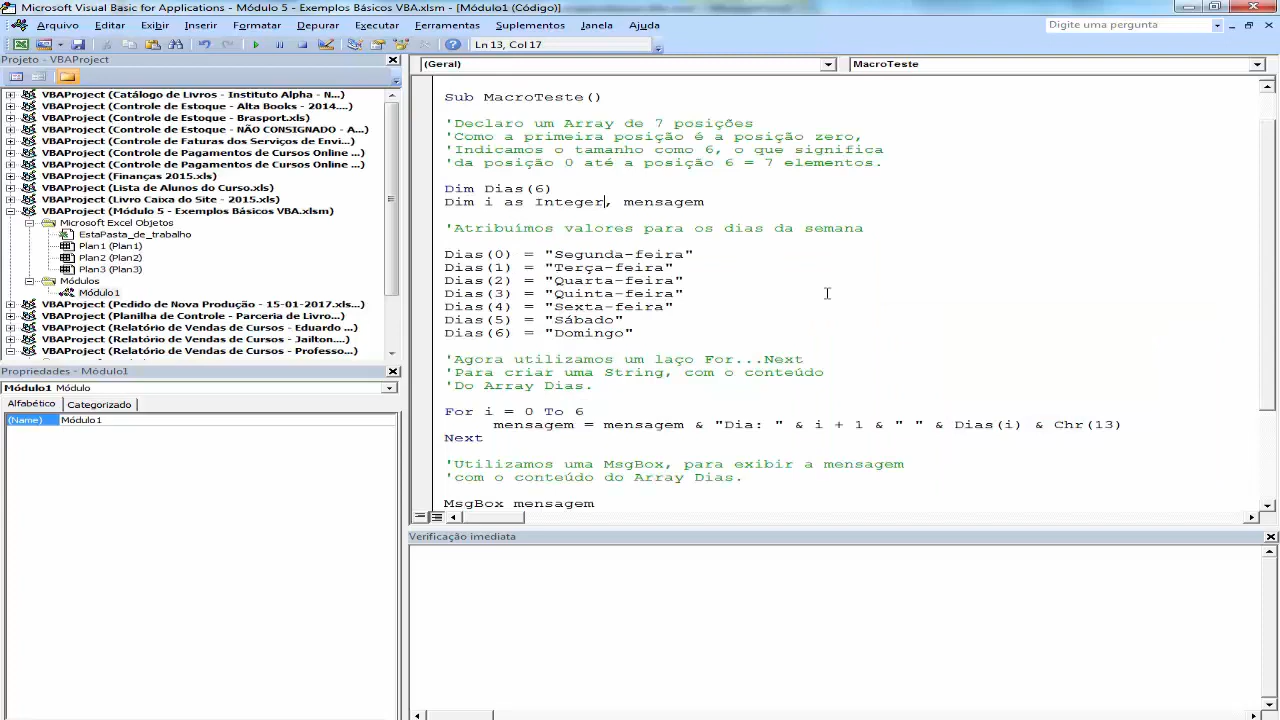 Microsoft Visual Basic for Applications - Módulo 5 - Exemplos Básicos VBA.xlsm - [Módulo1 (Código)]
Arquivo Editar Exibir Inserir Formatar Depurar Executar Ferramentas Suplementos Janela Ajuda
Digite uma pergunta
Ln 13, Col 17
Projeto - VBAProject
VBAProject (Catálogo de Livros - Instituto Alpha - N...)
VBAProject (Controle de Estoque - Alta Books - 2014....)
VBAProject (Controle de Estoque - Brasport.xls)
VBAProject (Controle de Estoque - NÃO CONSIGNADO - A...)
VBAProject (Controle de Faturas dos Serviços de Envi...)
VBAProject (Controle de Pagamentos de Cursos Online ...)
VBAProject (Controle de Pagamentos de Cursos Online ...)
VBAProject (Finanças 2015.xls)
VBAProject (Lista de Alunos do Curso.xls)
VBAProject (Livro Caixa do Site - 2015.xls)
VBAProject (Módulo 5 - Exemplos Básicos VBA.xlsm)
Microsoft Excel Objetos
EstaPasta_de_trabalho
Plan1 (Plan1)
Plan2 (Plan2)
Plan3 (Plan3)
Módulos
Módulo1
VBAProject (Pedido de Nova Produção - 15-01-2017.xls...)
VBAProject (Planilha de Controle - Parceria de Livro...)
VBAProject (Relatório de Vendas de Cursos - Eduardo ...)
VBAProject (Relatório de Vendas de Cursos - Jailton....)
VBAProject (Relatório de Vendas de Cursos - Professo...)
Propriedades - Módulo1
Módulo1 Módulo
Alfabético Categorizado
(Name) Módulo1
(Geral) MacroTeste
Sub MacroTeste()
'Declaro um Array de 7 posições
'Como a primeira posição é a posição zero,
'Indicamos o tamanho como 6, o que significa
'da posição 0 até a posição 6 = 7 elementos.
Dim Dias(6)
Dim i as Integer, mensagem
'Atribuímos valores para os dias da semana
Dias(0) = "Segunda-feira"
Dias(1) = "Terça-feira"
Dias(2) = "Quarta-feira"
Dias(3) = "Quinta-feira"
Dias(4) = "Sexta-feira"
Dias(5) = "Sábado"
Dias(6) = "Domingo"
'Agora utilizamos um laço For...Next
'Para criar uma String, com o conteúdo
'Do Array Dias.
For i = 0 To 6
mensagem = mensagem & "Dia: " & i + 1 & " " & Dias(i) & Chr(13)
Next
'Utilizamos uma MsgBox, para exibir a mensagem
'com o conteúdo do Array Dias.
MsgBox mensagem
Verificação imediata